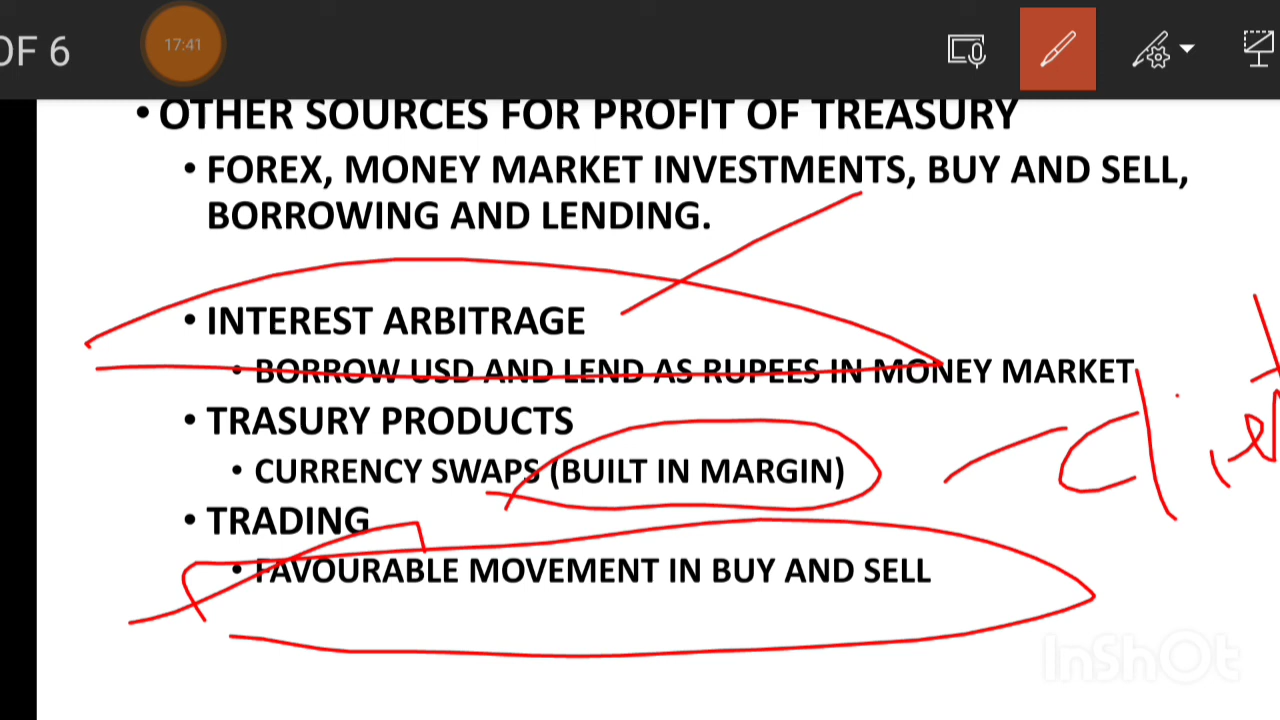 OF 6
17:41
• OTHER SOURCES FOR PROFIT OF TREASURY
• FOREX, MONEY MARKET INVESTMENTS, BUY AND SELL,
BORROWING AND LENDING.
• INTEREST ARBITRAGE
• BORROW USD AND LEND AS RUPEES IN MONEY MARKET
• TRASURY PRODUCTS
• CURRENCY SWAPS (BUILT IN MARGIN)
client
• TRADING
• FAVOURABLE MOVEMENT IN BUY AND SELL
InShOt